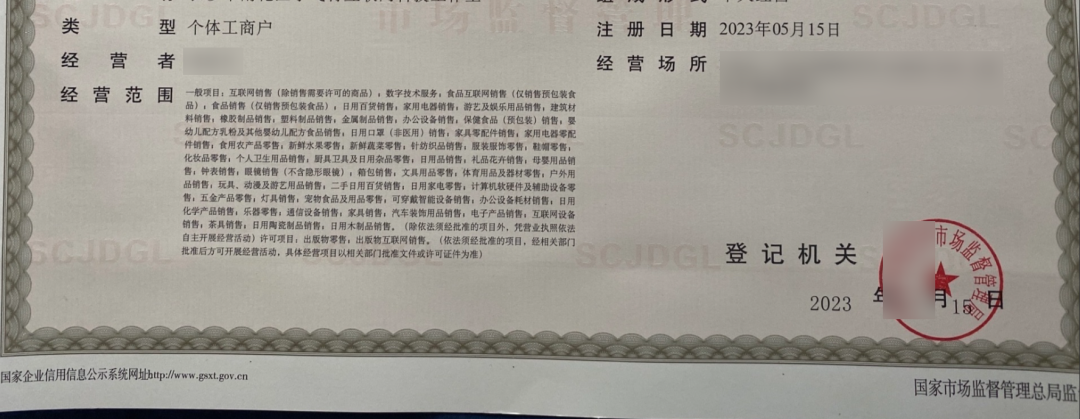 类 型 个体工商户
注册日期 2023年05月15日
经营者
经营场所
经营范围 一般项目：互联网销售（除销售需要许可的商品），数字技术服务；食品互联网销售（仅销售预包装食
品），食品销售（仅销售预包装食品），日用百货销售；家用电器销售；游艺及娱乐用品销售；建筑材
料销售；橡胶制品销售；塑料制品销售；金属制品销售；办公设备销售；保健食品（预包装）销售；婴
幼儿配方乳粉及其他婴幼儿配方食品销售；日用口罩（非医用）销售；家具零配件销售；家用电器零配
件销售；食用农产品零售；新鲜水果零售；新鲜蔬菜零售；针纺织品销售；服装服饰零售；鞋帽零售；
化妆品零售；个人卫生用品销售；厨具卫具及日用杂品零售；日用品销售；礼品花卉销售；母婴用品销
售；钟表销售；眼镜销售（不含隐形眼镜），箱包销售；文具用品零售；体育用品及器材零售；户外用
品销售；玩具、动漫及游艺用品销售；二手日用百货销售；日用家电零售；计算机软硬件及辅助设备零
售；五金产品零售；灯具销售；宠物食品及用品零售；可穿戴智能设备销售；办公设备耗材销售；日用
化学产品销售；乐器零售；通信设备销售；家具销售；汽车装饰用品销售；电子产品销售；互联网设备
销售；茶具销售；日用陶瓷制品销售；日用木制品销售。（除依法须经批准的项目外，凭营业执照依法
自主开展经营活动）许可项目：出版物零售；出版物互联网销售。（依法须经批准的项目，经相关部门
批准后方可开展经营活动，具体经营项目以相关部门批准文件或许可证件为准）
市场监督管理
SCJDGL
SCJDGL
SCJDGL
SCJDGL
SCJDGL
SCJDGL
登记机关
市场监督管理局
2023 年 月 15 日
国家企业信用信息公示系统网址http://www.gsxt.gov.cn
国家市场监督管理总局监